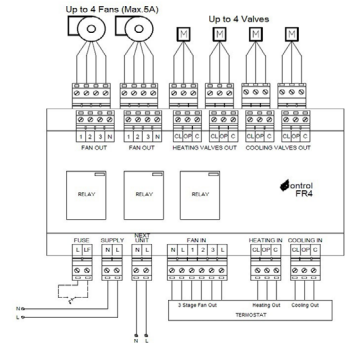 Up to 4 Fans (Max.5A)
Up to 4 Valves
M M M M
1 2 3 N 1 2 3 N CL OP C CL OP C CL OP C CL OP C
FAN OUT FAN OUT HEATING VALVES OUT COOLING VALVES OUT
RELAY RELAY RELAY
Control
FR4
FUSE SUPPLY NEXT UNIT FAN IN HEATING IN COOLING IN
L LF N L N L N L 1 2 3 L CL OP C CL OP C
N
L
3 Stage Fan Out Heating Out Cooling Out
TERMOSTAT
N L